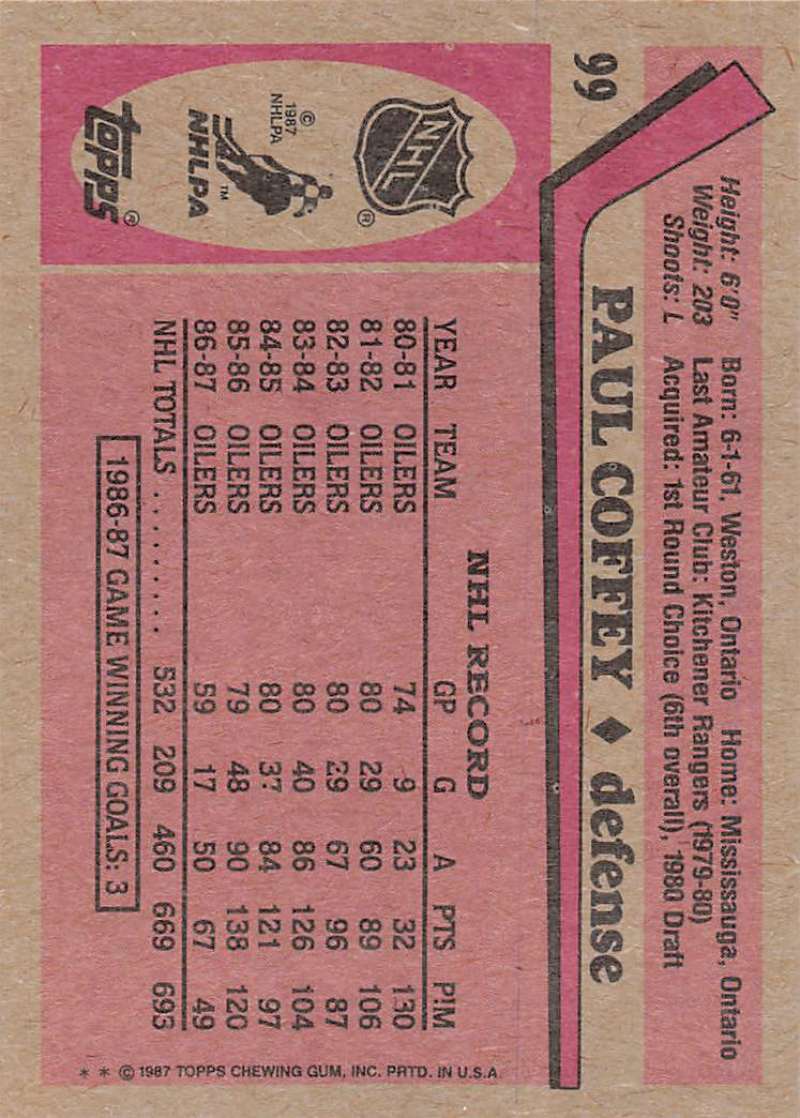 99
Height: 6'0" Born: 6-1-61, Weston, Ontario Home: Mississauga, Ontario
Weight: 203 Last Amateur Club: Kitchener Rangers (1979-80)
Shoots: L Acquired: 1st Round Choice (6th overall), 1980 Draft
PAUL COFFEY ♦ defense
NHL
®
© 1987
NHLPA
NHLPA
TM
TOPPS
®
NHL RECORD
YEAR TEAM GP G A PTS PIM
80-81 OILERS 74 9 23 32 130
81-82 OILERS 80 29 60 89 106
82-83 OILERS 80 29 67 96 87
83-84 OILERS 80 40 86 126 104
84-85 OILERS 80 37 84 121 97
85-86 OILERS 79 48 90 138 120
86-87 OILERS 59 17 50 67 49
NHL TOTALS .......... 532 209 460 669 693
1986-87 GAME WINNING GOALS: 3
* * © 1987 TOPPS CHEWING GUM, INC. PRTD. IN U.S.A.